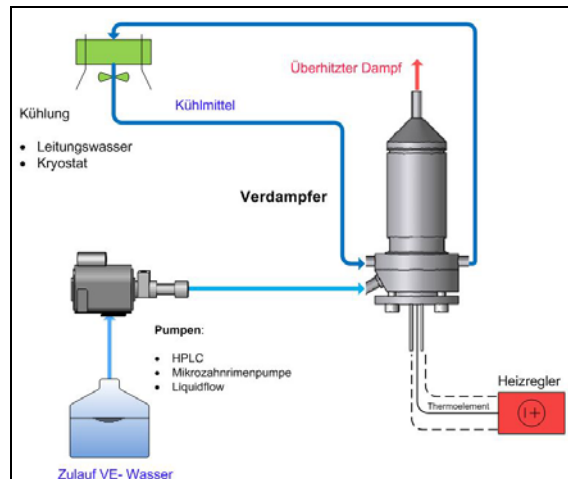 Überhitzter Dampf
Kühlung
Kühlmittel
• Leitungswasser
• Kryostat
Verdampfer
Pumpen:
• HPLC
• Mikrozahnrimenpumpe
• Liquidflow
Heizregler
Thermoelement
Zulauf VE- Wasser